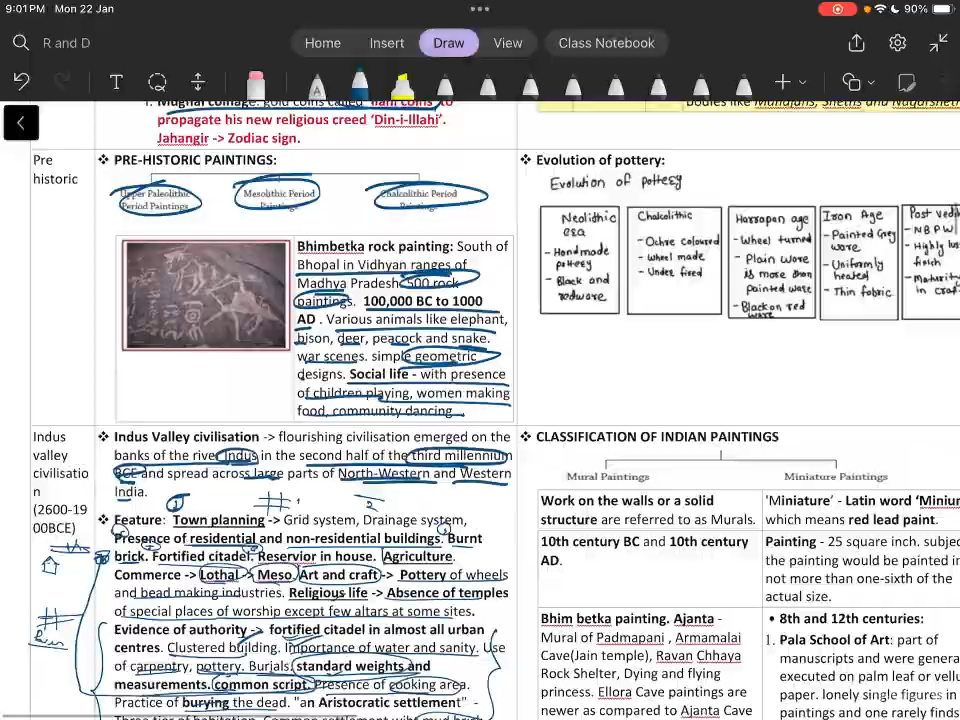 9:01 PM Mon 22 Jan
90%
R and D
Home Insert Draw View Class Notebook
propagate his new religious creed 'Din-i-Illahi'.
Jahangir -> Zodiac sign.
bodies like Mahajans, Sheths and Nagarsheth
Pre
historic
❖ PRE-HISTORIC PAINTINGS:
Upper Paleolithic
Period Paintings
Mesolithic Period
Paintings
Chalcolithic Period
Paintings
Bhimbetka rock painting: South of
Bhopal in Vidhyan ranges of
Madhya Pradesh. 500 rock
paintings. 100,000 BC to 1000
AD . Various animals like elephant,
bison, deer, peacock and snake.
war scenes. simple geometric
designs. Social life - with presence
of children playing, women making
food, community dancing
❖ Evolution of pottery:
Evolution of pottery
Neolithic
era
- Handmade
pottery
- Black and
redware
Chalcolithic
- Ochre coloured
- Wheel made
- Under fired
Harrapan age
- Wheel turned
- Plain ware
is more than
painted ware
- Black on red
ware
Iron Age
- Painted Grey
ware
- Uniformly
heated
- Thin fabric
Post Vedi
- NBPW
- Highly lus
finish
- Maturity
in craf
Indus
valley
civilisatio
n
(2600-19
00BCE)
❖ Indus Valley civilisation -> flourishing civilisation emerged on the
banks of the river Indus in the second half of the third millennium
BCE and spread across large parts of North-Western and Western
India.
❖ Feature: Town planning -> Grid system, Drainage system,
Presence of residential and non-residential buildings. Burnt
brick. Fortified citadel. Reservior in house. Agriculture.
Commerce -> Lothal -> Meso. Art and craft -> Pottery of wheels
and bead making industries. Religious life -> Absence of temples
of special places of worship except few altars at some sites.
Evidence of authority -> fortified citadel in almost all urban
centres. Clustered building. Importance of water and sanity. Use
of carpentry, pottery. Burials. standard weights and
measurements. common script. Presence of cooking area.
Practice of burying the dead. "an Aristocratic settlement" -
❖ CLASSIFICATION OF INDIAN PAINTINGS
Mural Paintings
Miniature Paintings
Work on the walls or a solid
structure are referred to as Murals.
'Miniature' - Latin word 'Miniun
which means red lead paint.
10th century BC and 10th century
AD.
Painting - 25 square inch. subjec
the painting would be painted in
not more than one-sixth of the
actual size.
Bhim betka painting. Ajanta -
Mural of Padmapani , Armamalai
Cave(Jain temple), Ravan Chhaya
Rock Shelter, Dying and flying
princess. Ellora Cave paintings are
newer as compared to Ajanta Cave
• 8th and 12th centuries:
1. Pala School of Art: part of
manuscripts and were genera
executed on palm leaf or vellu
paper. lonely single figures in
paintings and one rarely finds